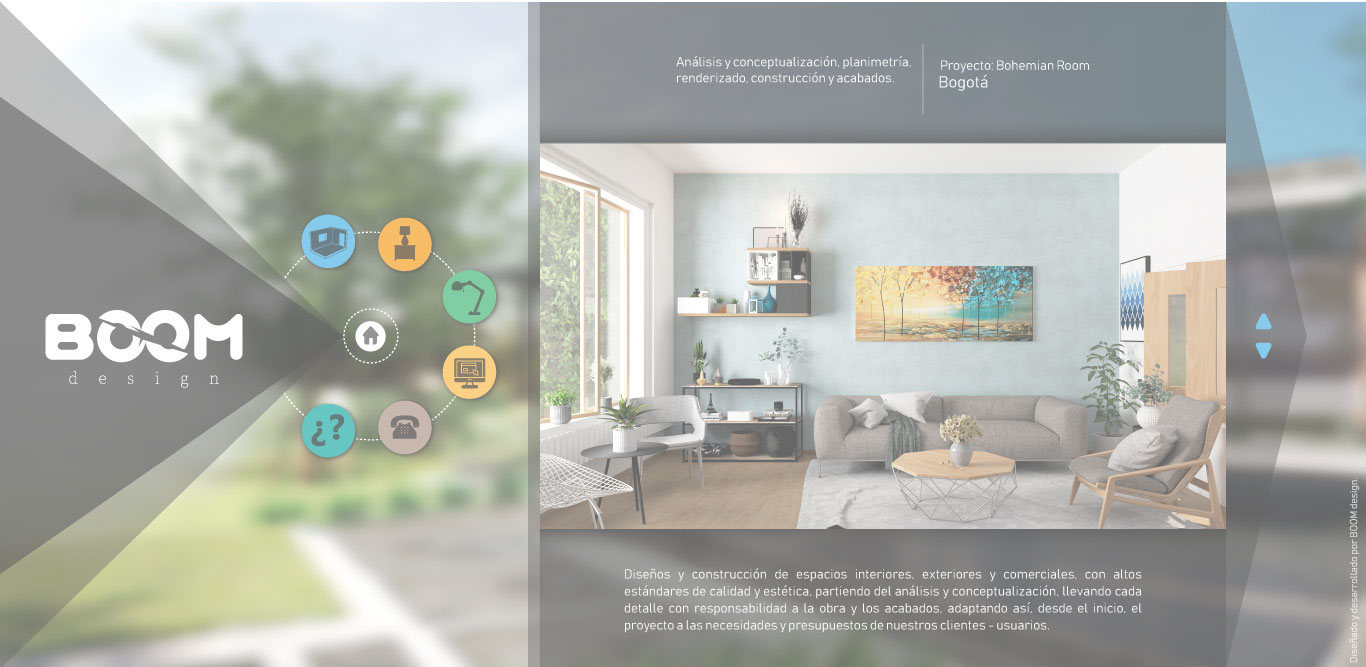 BOOM
design
¿?
Análisis y conceptualización, planimetría,
renderizado, construcción y acabados.
Proyecto: Bohemian Room
Bogotá
Diseños y construcción de espacios interiores, exteriores y comerciales, con altos
estándares de calidad y estética, partiendo del análisis y conceptualización, llevando cada
detalle con responsabilidad a la obra y los acabados, adaptando así, desde el inicio, el
proyecto a las necesidades y presupuestos de nuestros clientes - usuarios.
Diseñado y desarrollado por BOOM design.